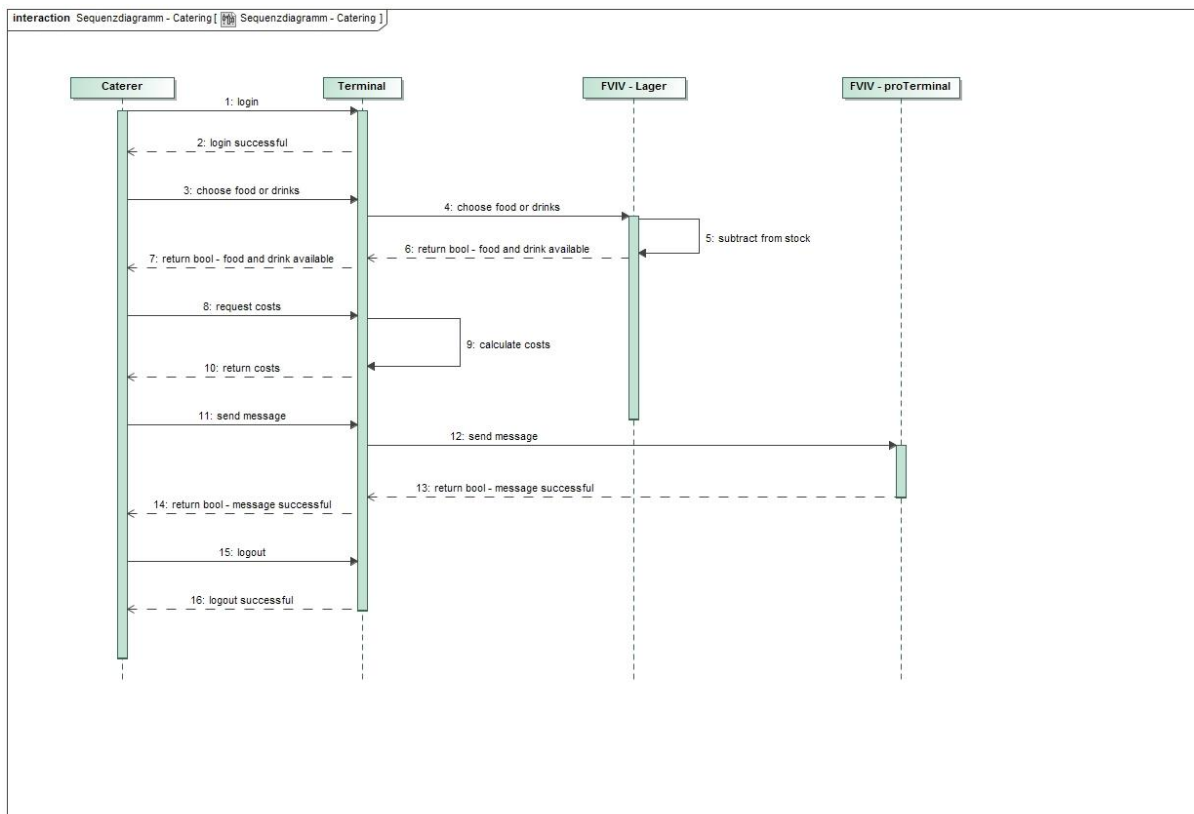 interaction Sequenzdiagramm - Catering [ Sequenzdiagramm - Catering ]
Caterer
Terminal
FVIV - Lager
FVIV - proTerminal
1: login
2: login successful
3: choose food or drinks
4: choose food or drinks
5: subtract from stock
6: return bool - food and drink available
7: return bool - food and drink available
8: request costs
9: calculate costs
10: return costs
11: send message
12: send message
13: return bool - message successful
14: return bool - message successful
15: logout
16: logout successful